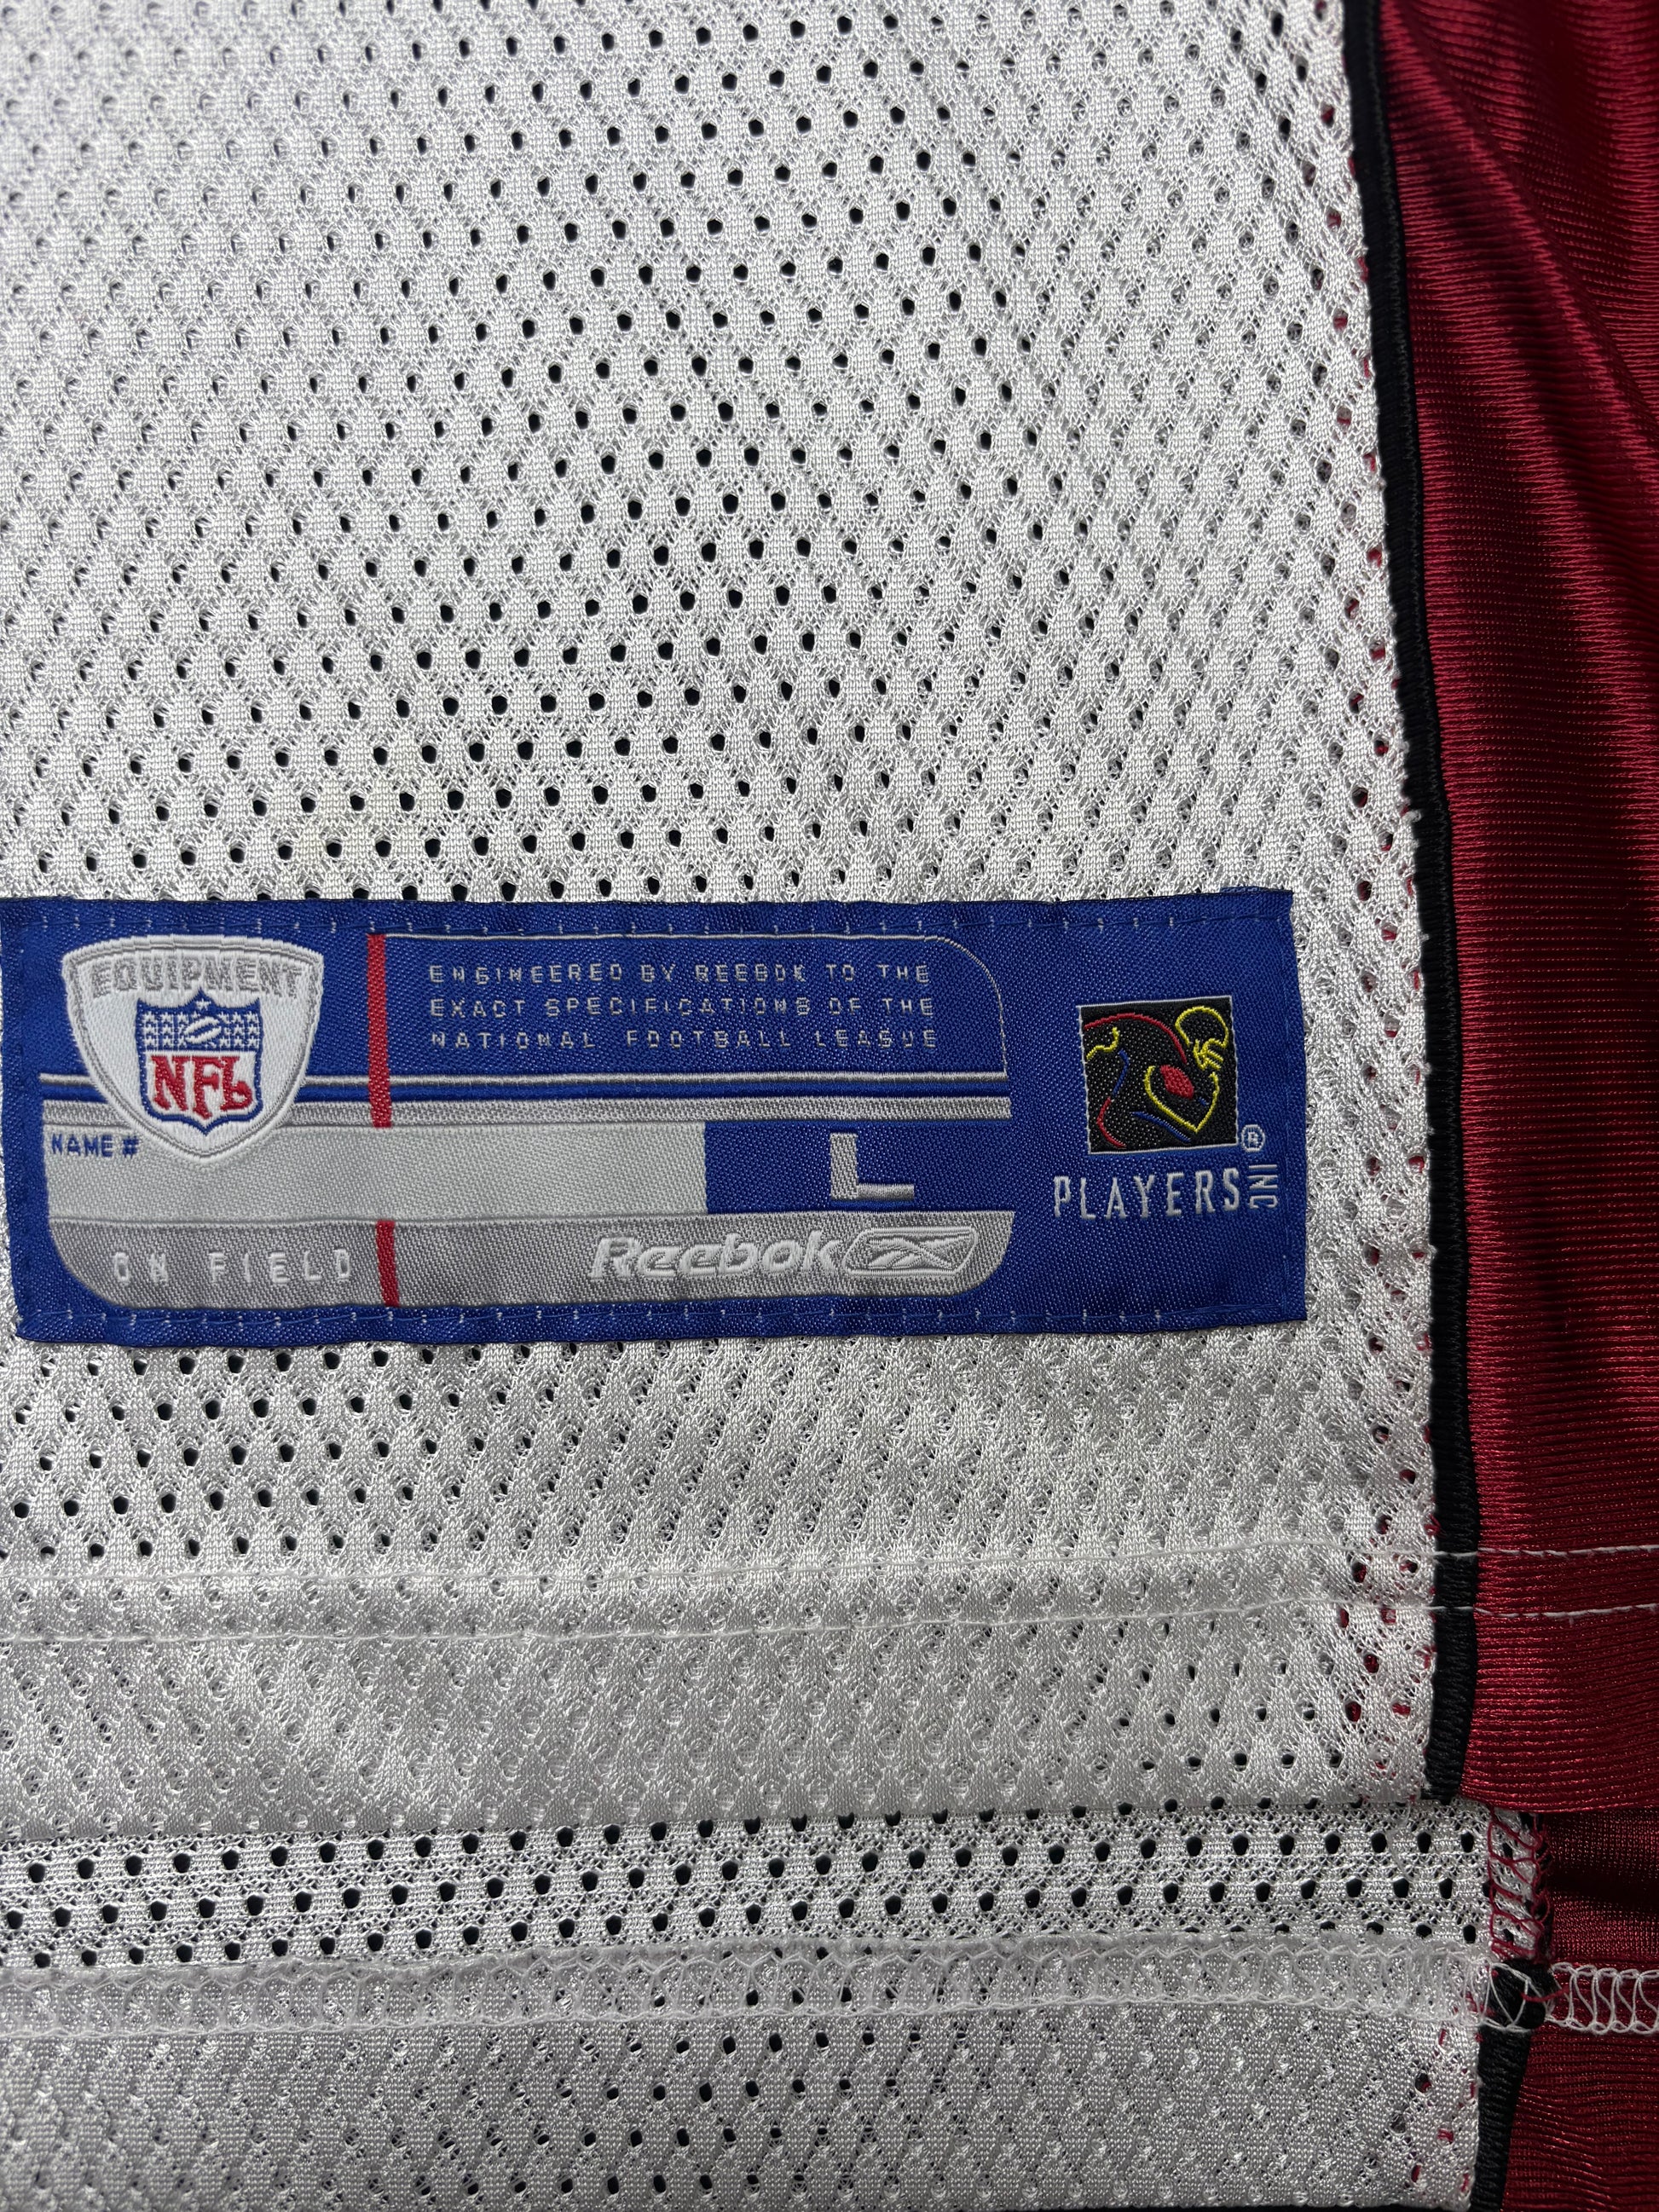 EQUIPMENT
NFL
ENGINEERED BY REEBOK TO THE
EXACT SPECIFICATIONS OF THE
NATIONAL FOOTBALL LEAGUE
NAME #
L
ON FIELD
Reebok
®
PLAYERS INC